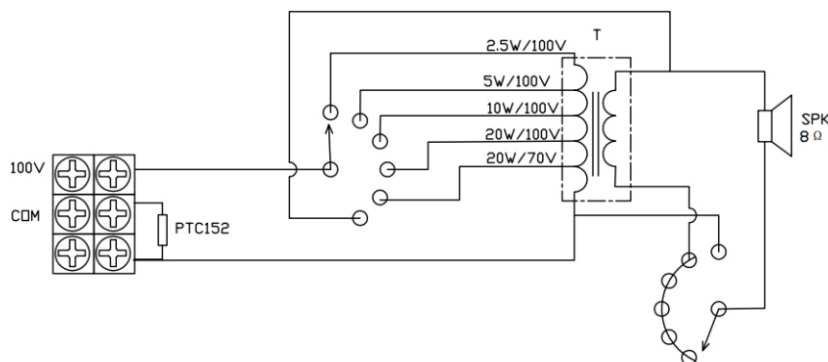 2.5W/100V
T
5W/100V
10W/100V
SPK
8 Ω
20W/100V
20W/70V
100V
COM
PTC152